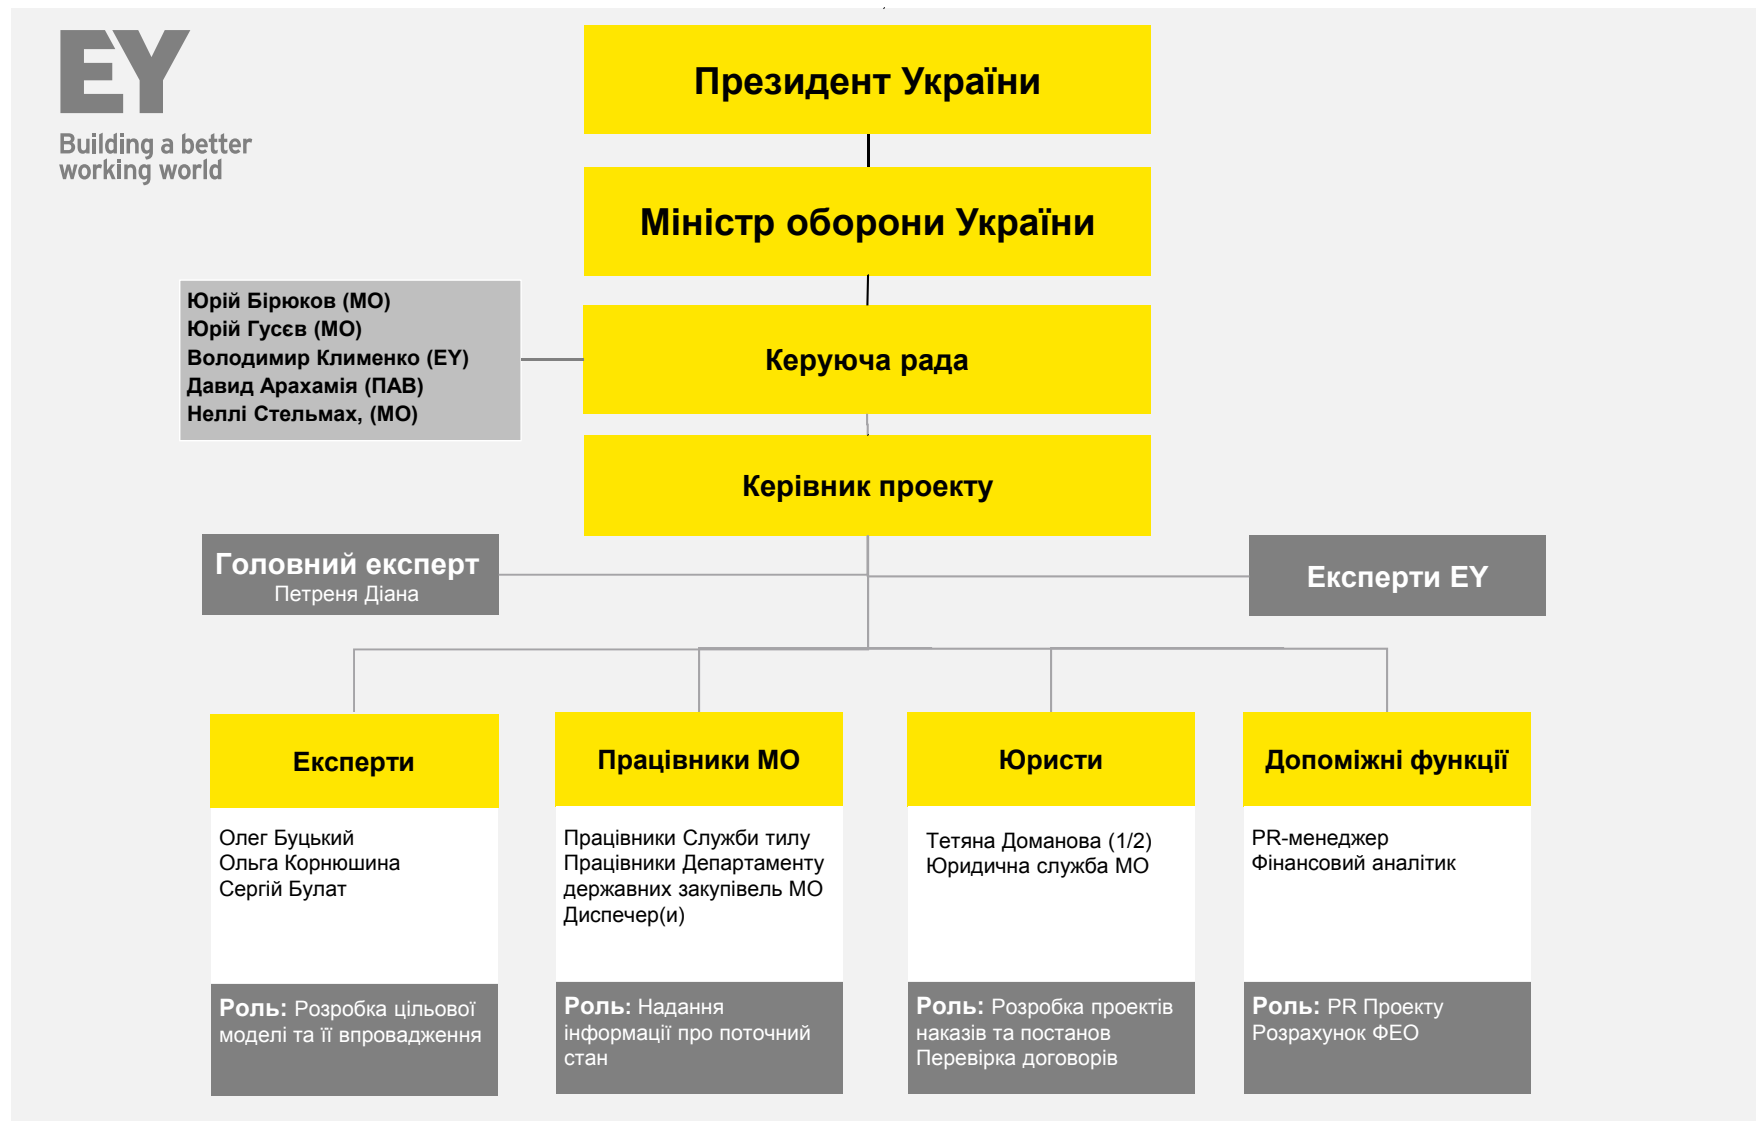 EY
Building a better
working world
Президент України
Міністр оборони України
Юрій Бірюков (МО)
Юрій Гусєв (МО)
Володимир Клименко (EY)
Давид Арахамія (ПАВ)
Неллі Стельмах, (МО)
Керуюча рада
Керівник проекту
Головний експерт
Петреня Діана
Експерти EY
Експерти
Олег Буцький
Ольга Корнюшина
Сергій Булат
Роль: Розробка цільової
моделі та її впровадження
Працівники МО
Працівники Служби тилу
Працівники Департаменту
державних закупівель МО
Диспечер(и)
Роль: Надання
інформації про поточний
стан
Юристи
Тетяна Доманова (1/2)
Юридична служба МО
Роль: Розробка проектів
наказів та постанов
Перевірка договорів
Допоміжні функції
PR-менеджер
Фінансовий аналітик
Роль: PR Проекту
Розрахунок ФЕО